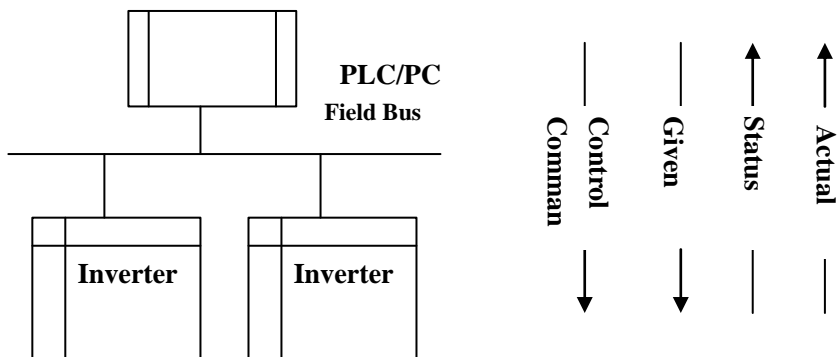 PLC/PC
Field Bus
Inverter
Inverter
Control
Comman
Given
Status
Actual